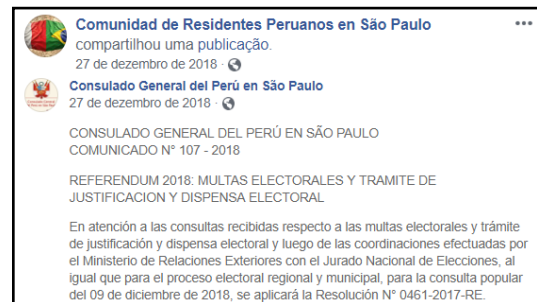 Comunidad de Residentes Peruanos en São Paulo
compartilhou uma publicação.
27 de dezembro de 2018 ·
Consulado General del Perú en São Paulo
27 de dezembro de 2018 ·
CONSULADO GENERAL DEL PERÚ EN SÃO PAULO
COMUNICADO N° 107 - 2018
REFERENDUM 2018: MULTAS ELECTORALES Y TRAMITE DE
JUSTIFICACION Y DISPENSA ELECTORAL
En atención a las consultas recibidas respecto a las multas electorales y trámite
de justificación y dispensa electoral y luego de las coordinaciones efectuadas por
el Ministerio de Relaciones Exteriores con el Jurado Nacional de Elecciones, al
igual que para el proceso electoral regional y municipal, para la consulta popular
del 09 de diciembre de 2018, se aplicará la Resolución N° 0461-2017-RE.